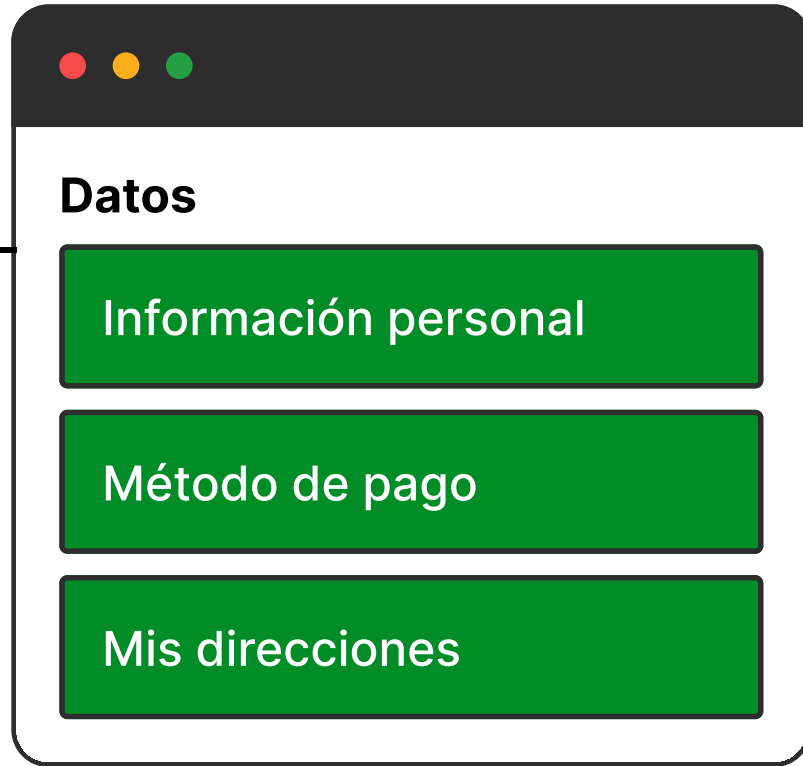 Datos
Información personal
Método de pago
Mis direcciones